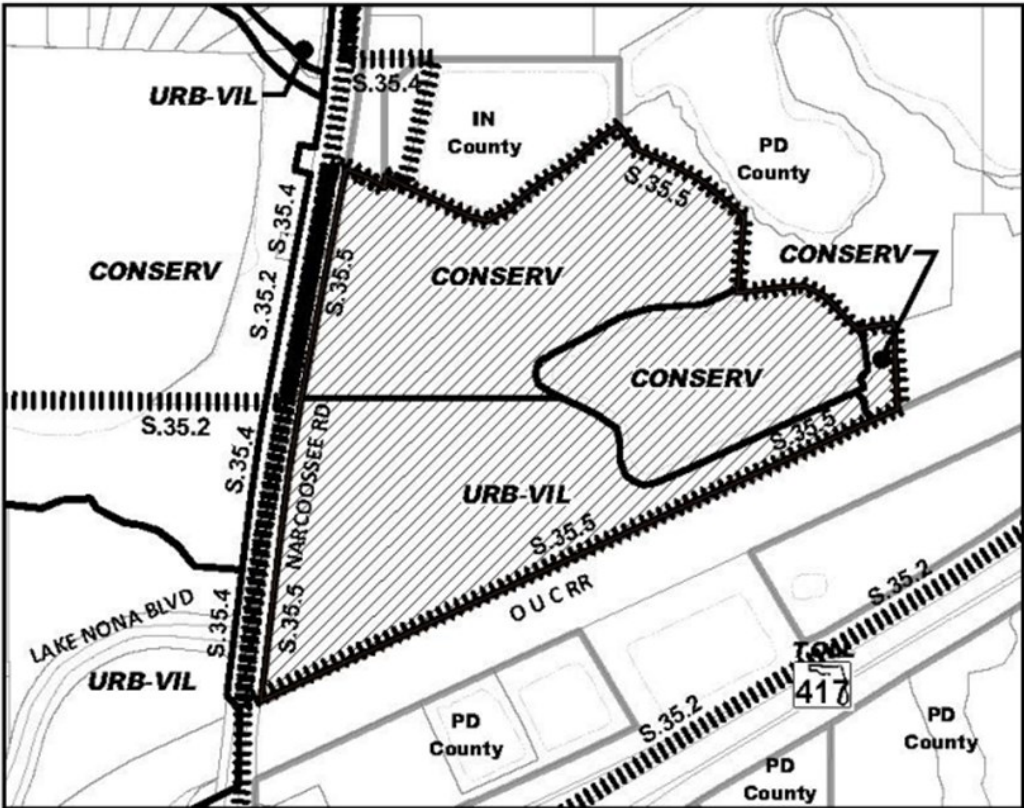 S.35.4
URB-VIL
IN
County
PD
County
S.35.5
S.35.4
CONSERV
CONSERV
S.35.2
S.35.5
CONSERV
CONSERV
S.35.2
S.35.5
S.35.4
NARCOOSSEE RD
URB-VIL
S.35.5
S.35.2
O U C RR
S.35.4
S.35.5
LAKE NONA BLVD
URB-VIL
TOLL
417
S.35.2
PD
County
PD
County
PD
County